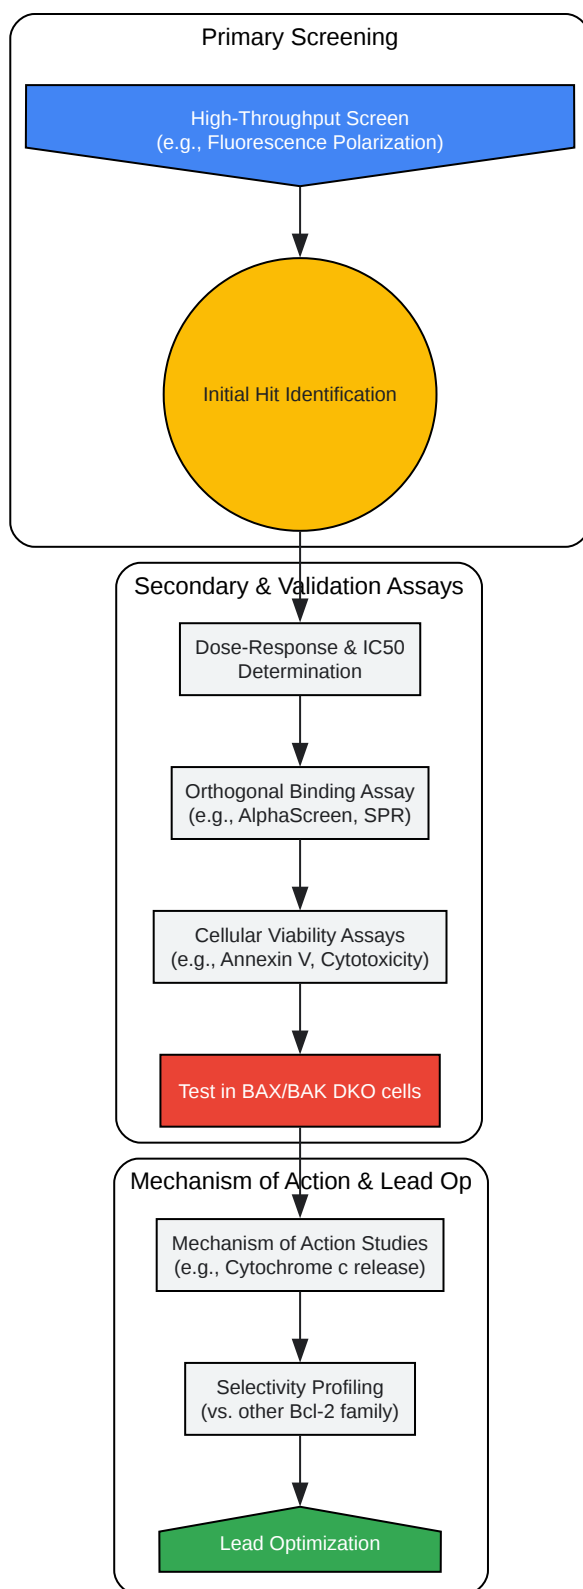 Primary Screening
High-Throughput Screen
(e.g., Fluorescence Polarization)
Initial Hit Identification
Secondary & Validation Assays
Dose-Response & IC50
Determination
Orthogonal Binding Assay
(e.g., AlphaScreen, SPR)
Cellular Viability Assays
(e.g., Annexin V, Cytotoxicity)
Test in BAX/BAK DKO cells
Mechanism of Action & Lead Op
Mechanism of Action Studies
(e.g., Cytochrome c release)
Selectivity Profiling
(vs. other Bcl-2 family)
Lead Optimization